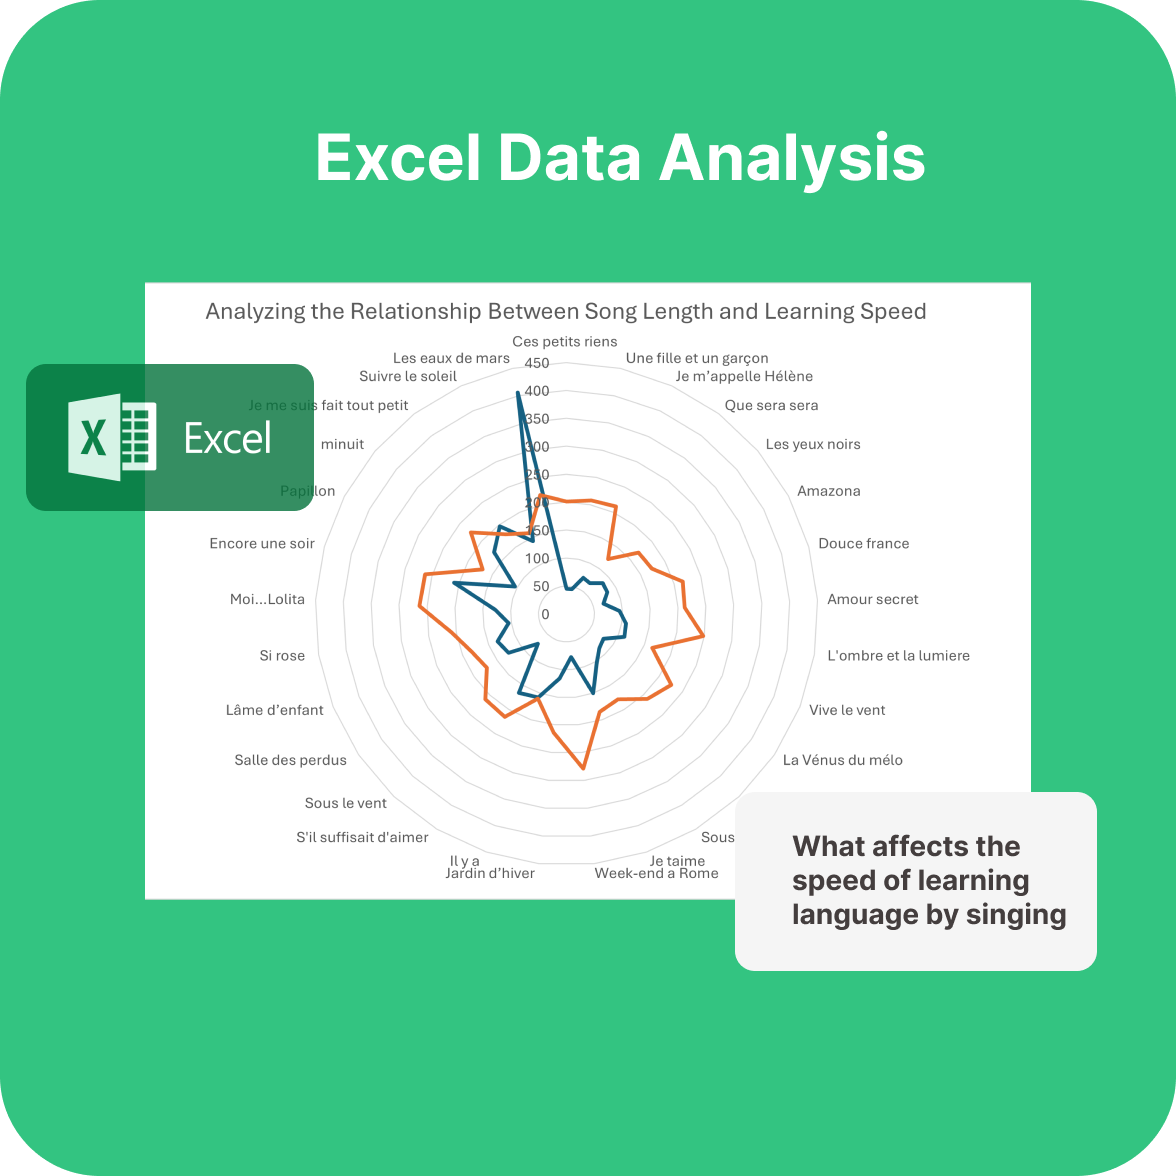 Excel Data Analysis
Analyzing the Relationship Between Song Length and Learning Speed
Ces petits riens
Les eaux de mars
450
Une fille et un garçon
Suivre le soleil
Je m’appelle Hélène
400
Je me suis fait tout petit
Que sera sera
350
X
Excel
minuit
300
Les yeux noirs
250
Papillon
Amazona
200
150
Encore une soir
Douce france
100
50
Moi...Lolita
Amour secret
0
Si rose
L'ombre et la lumiere
Lâme d’enfant
Vive le vent
Salle des perdus
La Vénus du mélo
Sous le vent
S'il suffisait d'aimer
Sous
Il y a
Je taime
Jardin d’hiver
Week-end a Rome
What affects the
speed of learning
language by singing